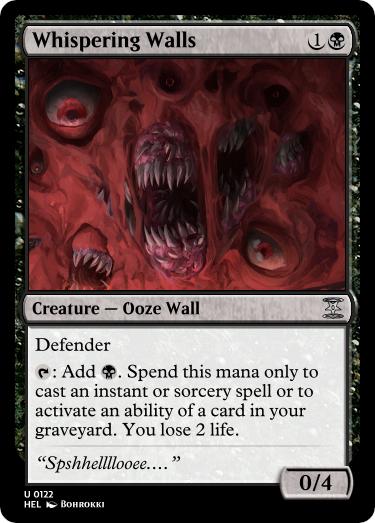 Whispering Walls 1
Creature — Ooze Wall
Defender
: Add . Spend this mana only to
cast an instant or sorcery spell or to
activate an ability of a card in your
graveyard. You lose 2 life.
“Spshhellllooee....”
0/4
U 0122
HEL Bohrokki